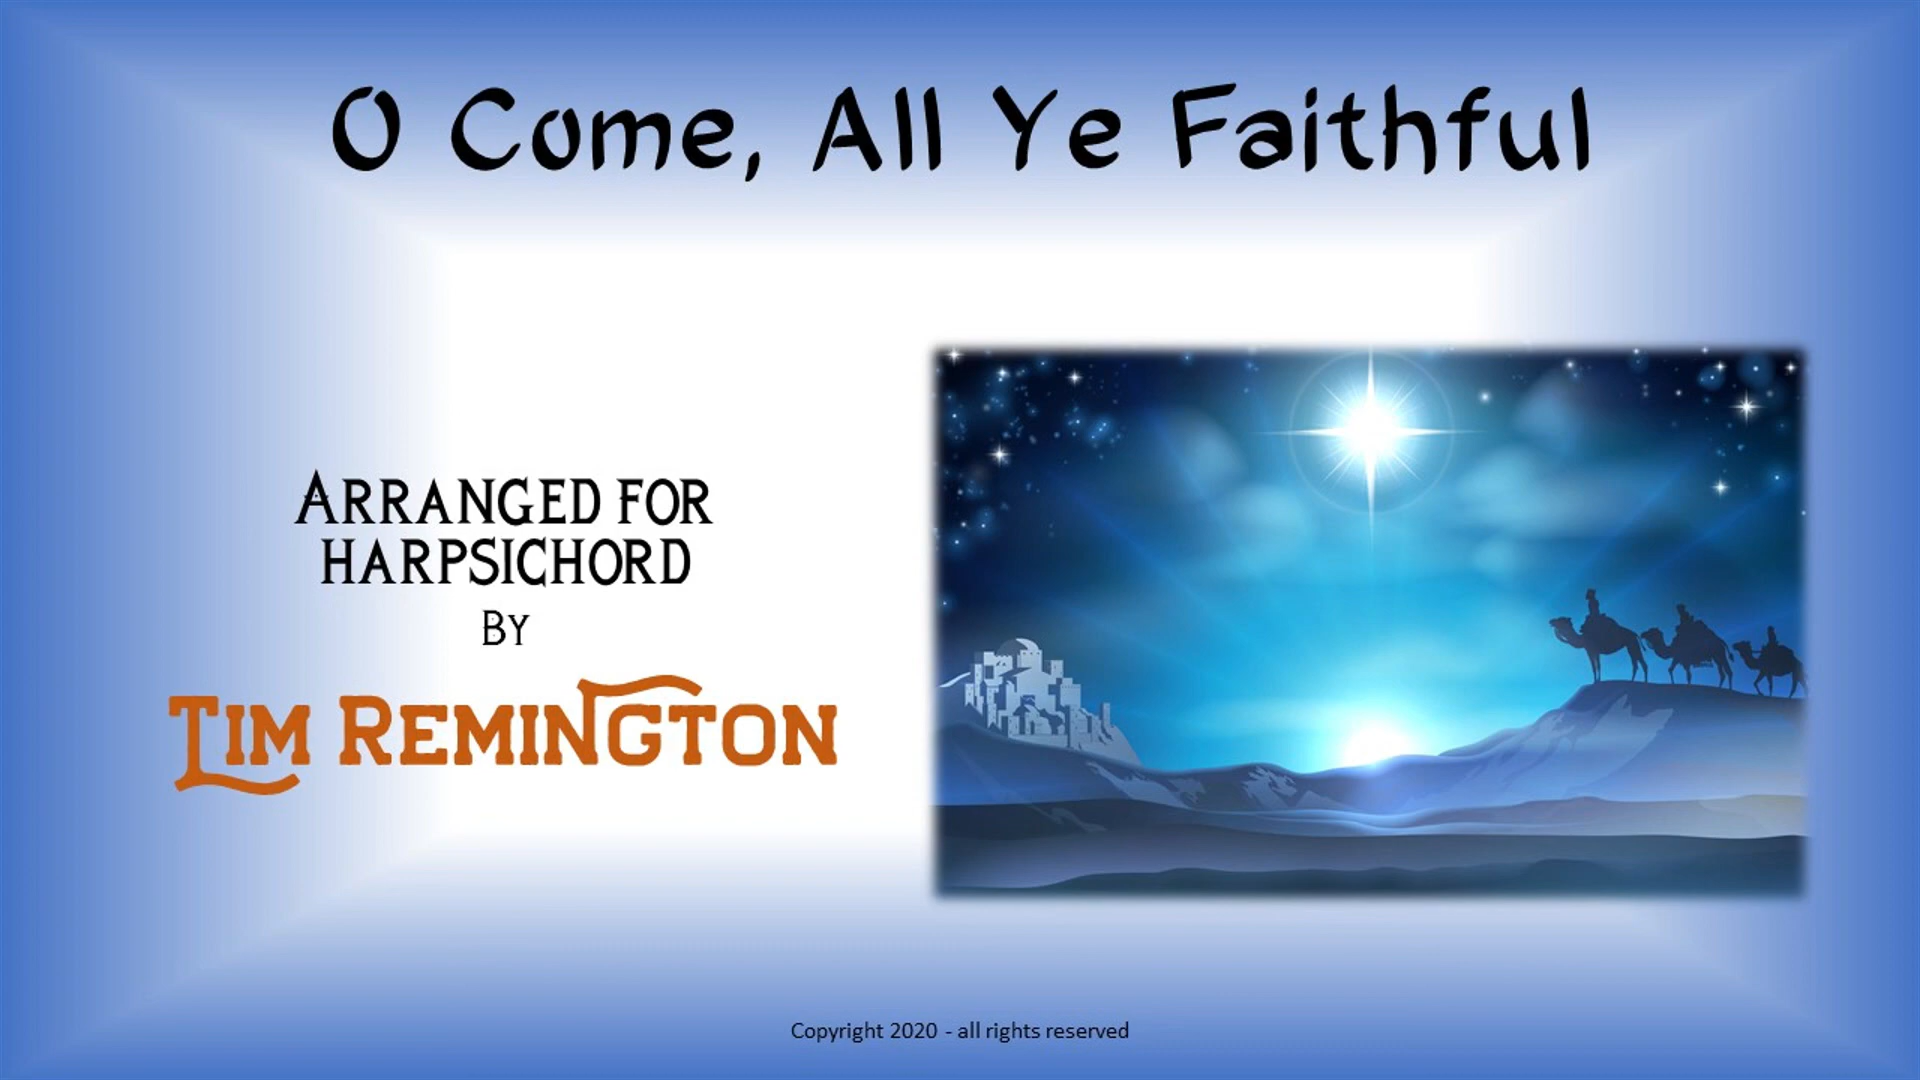 O Come, All Ye Faithful
Arranged for
harpsichord
By
Tim Remington
Copyright 2020 - all rights reserved